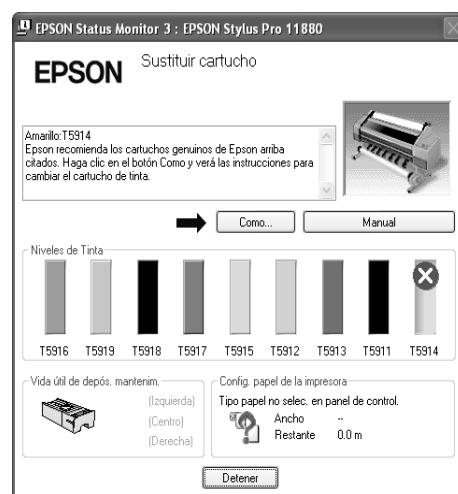 EPSON Status Monitor 3 : EPSON Stylus Pro 11880
EPSON
Sustituir cartucho
Amarillo:T5914
Epson recomienda los cartuchos genuinos de Epson arriba
citados. Haga clic en el botón Como y verá las instrucciones para
cambiar el cartucho de tinta.
Como...
Manual
Niveles de Tinta
T5916 T5919 T5918 T5917 T5915 T5912 T5913 T5911 T5914
Vida útil de depós. mantenim.
(Izquierda)
(Centro)
(Derecha)
Config. papel de la impresora
Tipo papel no selec. en panel de control.
Ancho --
Restante 0.0 m
Detener